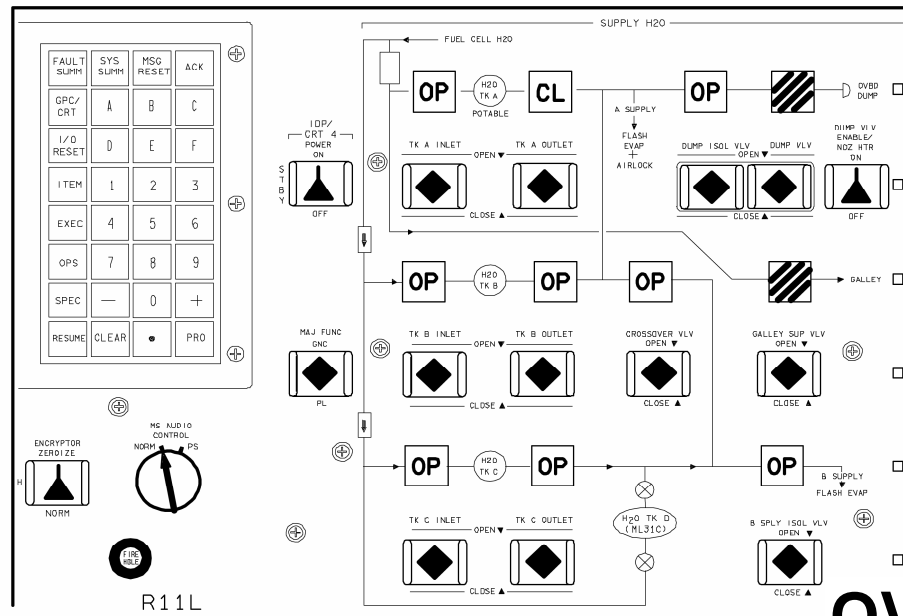 SUPPLY H2O
FUEL CELL H2O
FAULT SUMM
SYS SUMM
MSG RESET
ACK
GPC/ CRT
A
B
C
I/O RESET
D
E
F
ITEM
1
2
3
EXEC
4
5
6
OPS
7
8
9
SPEC
—
0
+
RESUME
CLEAR
•
PRO
IDP/
CRT 4
POWER
ON
STBY
OFF
MAJ FUNC
GNC
PL
ENCRYPTOR
ZEROIZE
H
NORM
MS AUDIO
CONTROL
NORM
PS
FIRE
HOLE
R11L
OP
H2O
TK A
POTABLE
CL
A SUPPLY
FLASH
EVAP
+
AIRLOCK
OP
OVBD
DUMP
TK A INLET
TK A OUTLET
OPEN ▼
CLOSE ▲
DUMP ISOL VLV
DUMP VLV
OPEN ▼
CLOSE ▲
DUMP VLV
ENABLE/
NOZ HTR
ON
OFF
OP
H2O
TK B
OP
OP
GALLEY
TK B INLET
TK B OUTLET
OPEN ▼
CLOSE ▲
CROSSOVER VLV
OPEN ▼
CLOSE ▲
GALLEY SUP VLV
OPEN ▼
CLOSE ▲
OP
H2O
TK C
OP
OP
B SUPPLY
FLASH EVAP
H2O TK D
(ML31C)
TK C INLET
TK C OUTLET
OPEN ▼
CLOSE ▲
B SPLY ISOL VLV
OPEN ▼
CLOSE ▲